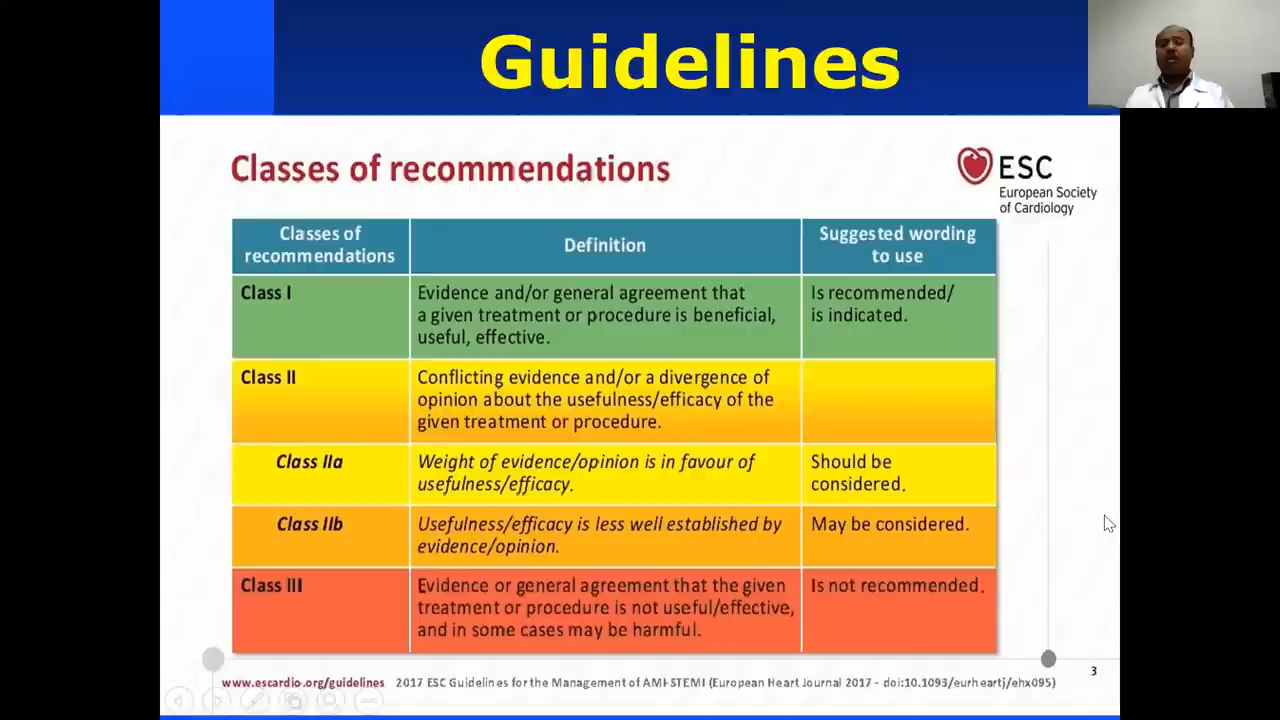 Guidelines
Classes of recommendations
ESC
European Society
of Cardiology
Classes of
recommendations
Definition
Suggested wording
to use
Class I
Evidence and/or general agreement that
a given treatment or procedure is beneficial,
useful, effective.
Is recommended/
is indicated.
Class II
Conflicting evidence and/or a divergence of
opinion about the usefulness/efficacy of the
given treatment or procedure.
Class IIa
Weight of evidence/opinion is in favour of
usefulness/efficacy.
Should be
considered.
Class IIb
Usefulness/efficacy is less well established by
evidence/opinion.
May be considered.
Class III
Evidence or general agreement that the given
treatment or procedure is not useful/effective,
and in some cases may be harmful.
Is not recommended.
www.escardio.org/guidelines 2017 ESC Guidelines for the Management of AMI-STEMI (European Heart Journal 2017 - doi:10.1093/eurheartj/ehx095)
3